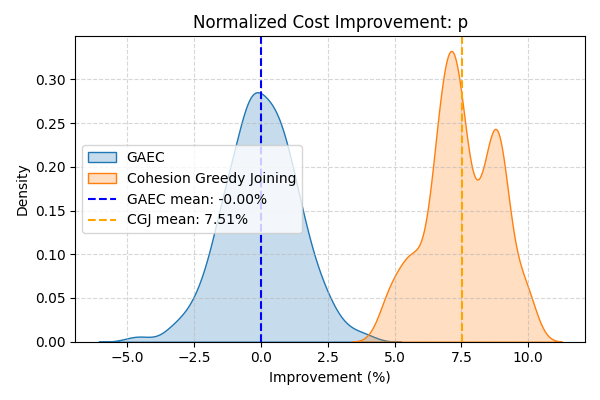 Normalized Cost Improvement: p
Density
0.30
0.25
0.20
0.15
0.10
0.05
0.00
GAEC
Cohesion Greedy Joining
GAEC mean: -0.00%
CGJ mean: 7.51%
−5.0 −2.5 0.0 2.5 5.0 7.5 10.0
Improvement (%)